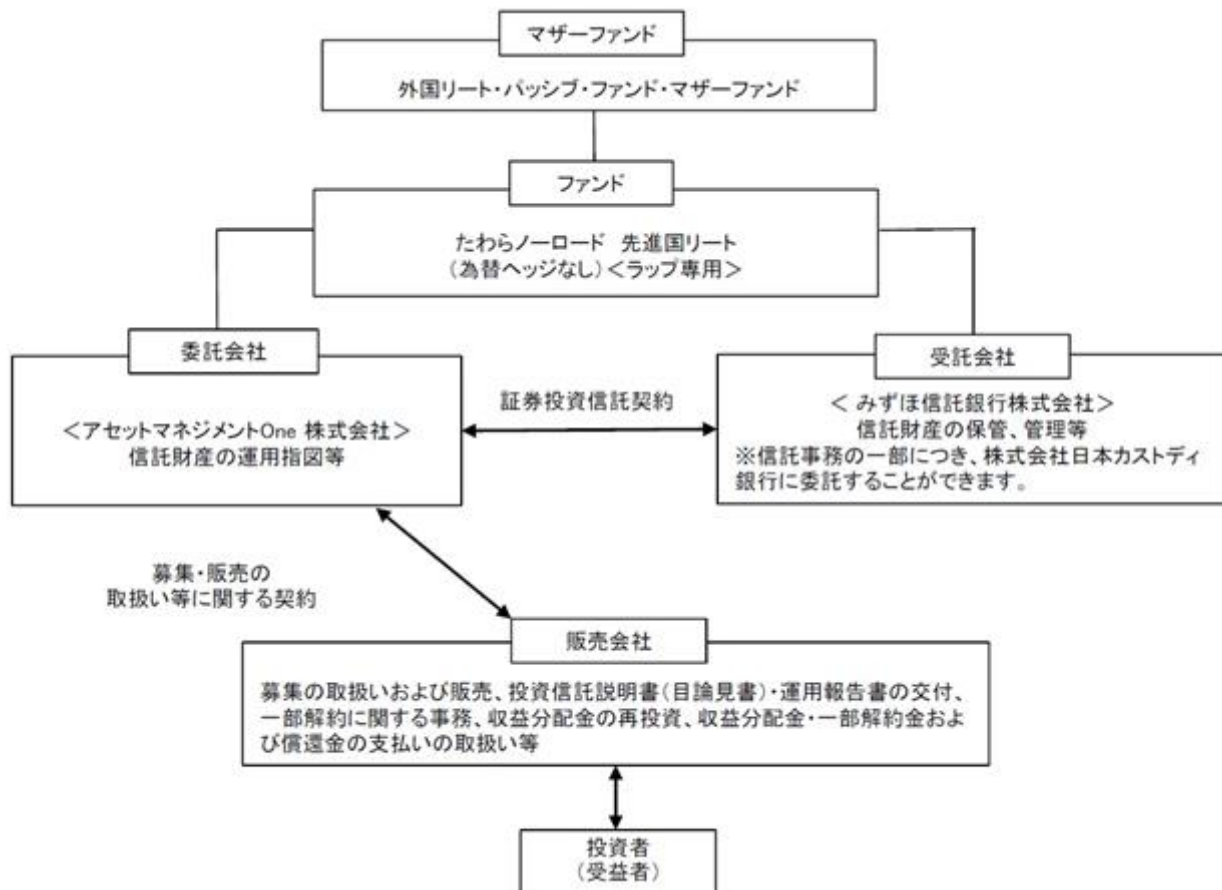 マザーファンド
外国リート・パッシブ・ファンド・マザーファンド
ファンド
たわらノーロード 先進国リート
(為替ヘッジなし)<ラップ専用>
委託会社
<アセットマネジメントOne 株式会社>
信託財産の運用指図等
証券投資信託契約
受託会社
< みずほ信託銀行株式会社>
信託財産の保管、管理等
※信託事務の一部につき、株式会社日本カストディ
銀行に委託することができます。
募集・販売の
取扱い等に関する契約
販売会社
募集の取扱いおよび販売、投資信託説明書(目論見書)・運用報告書の交付、
一部解約に関する事務、収益分配金の再投資、収益分配金・一部解約金およ
び償還金の支払いの取扱い等
投資者
(受益者)